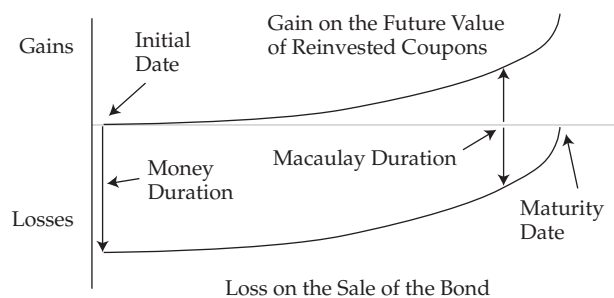 Gains
Initial
Date
Gain on the Future Value
of Reinvested Coupons
Money
Duration
Macaulay Duration
Losses
Maturity
Date
Loss on the Sale of the Bond